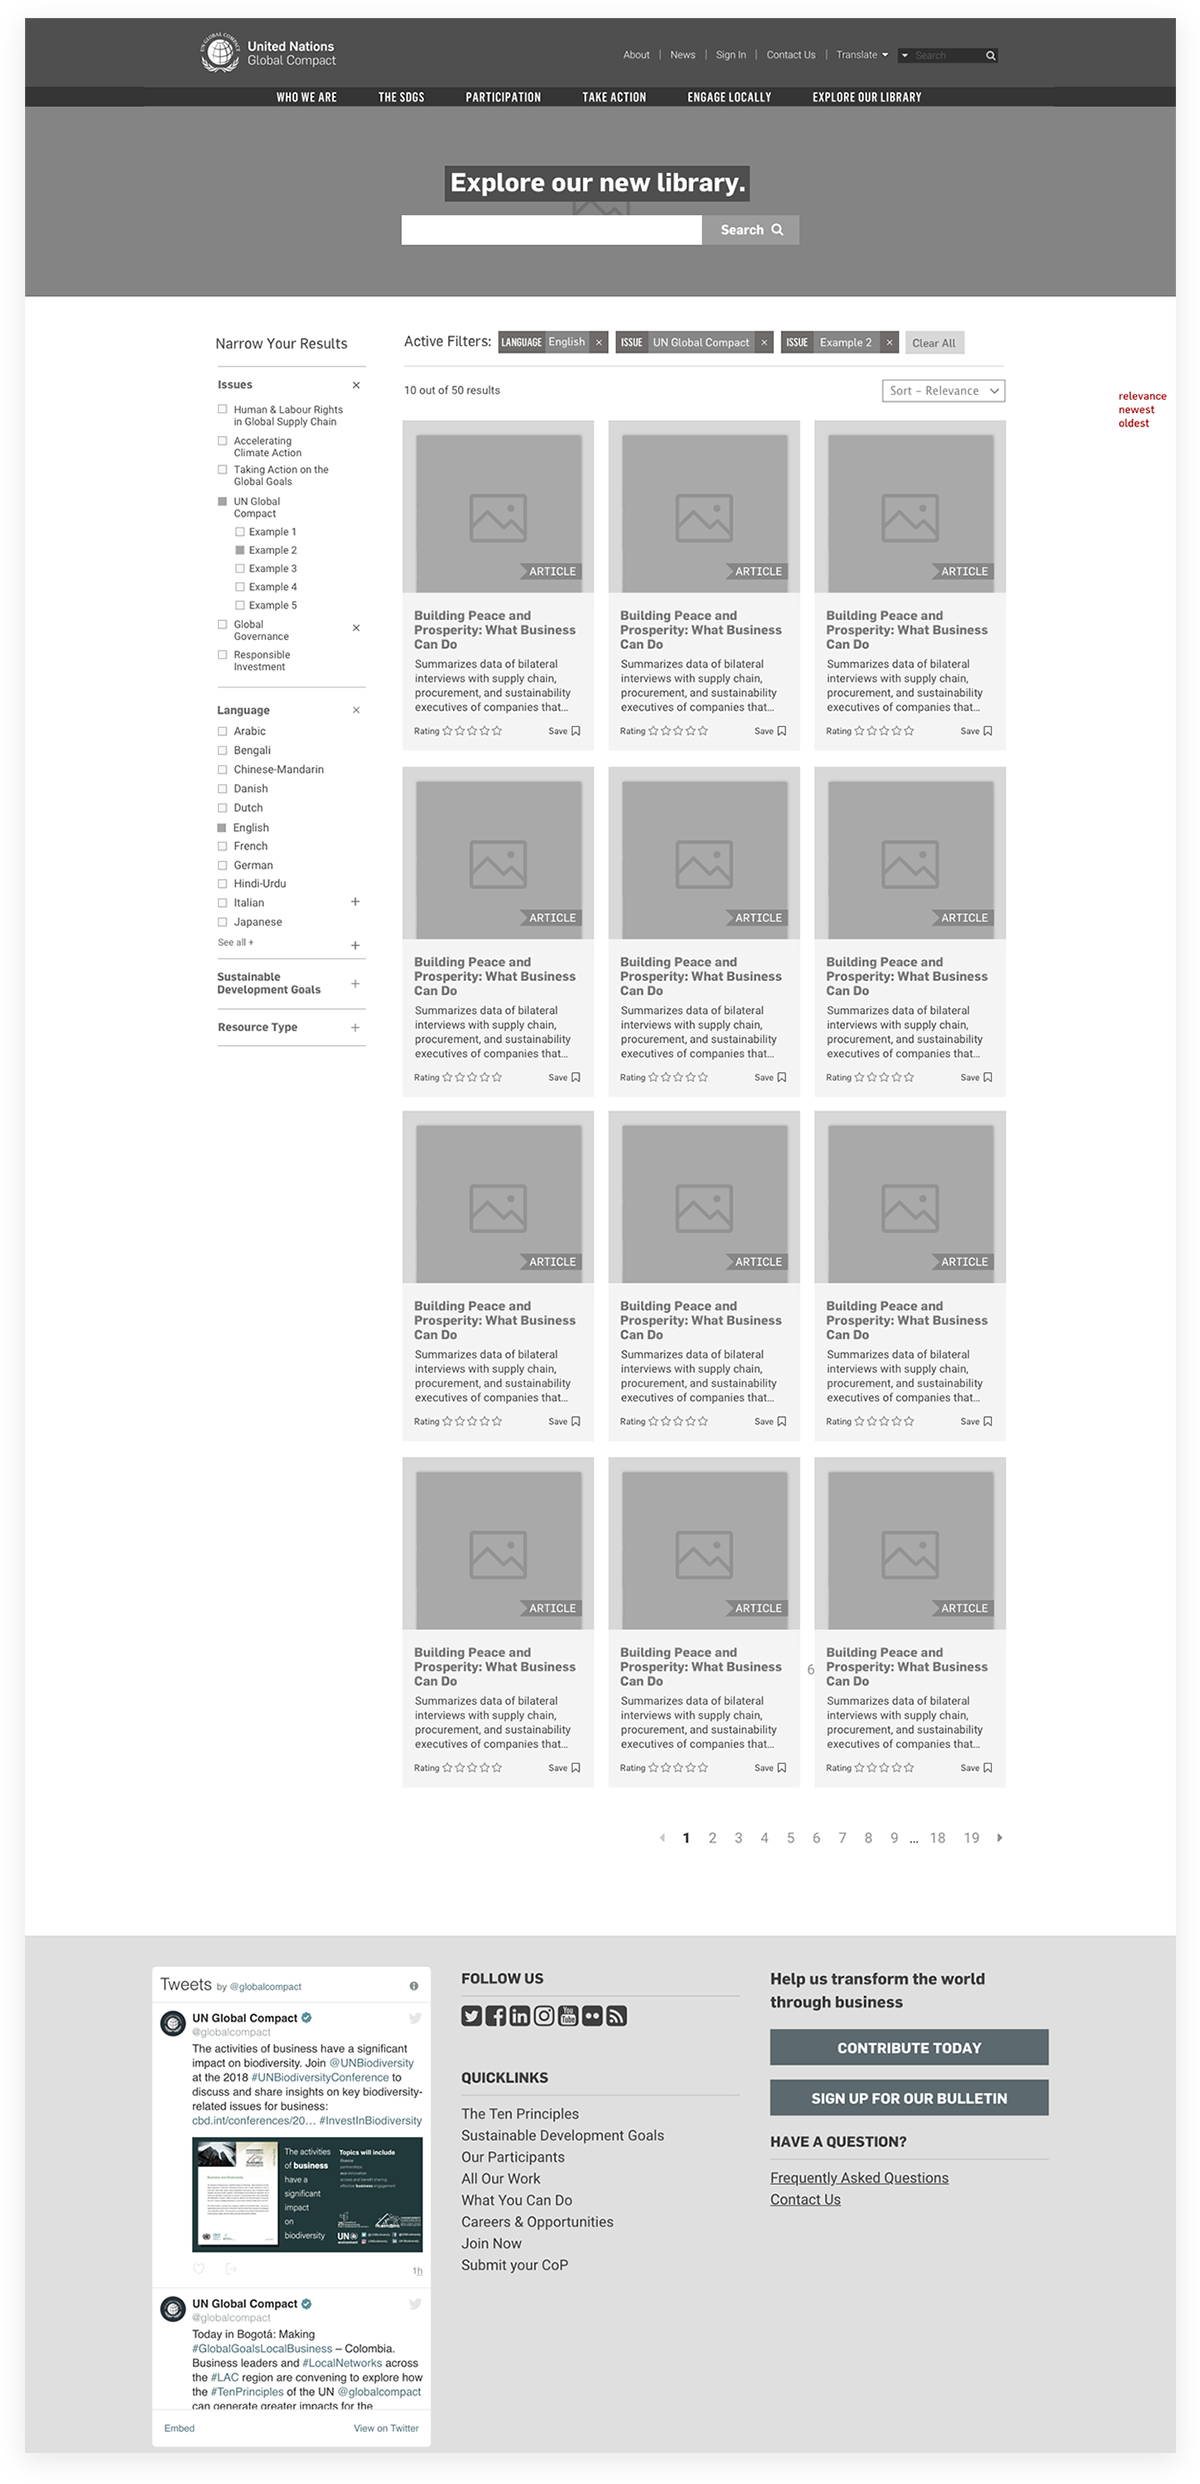 United Nations
Global Compact
About | News | Sign In | Contact Us | Translate
Search
WHO WE ARE
THE SDGS
PARTICIPATION
TAKE ACTION
ENGAGE LOCALLY
EXPLORE OUR LIBRARY
Explore our new library.
Search
Narrow Your Results
Issues
Human & Labour Rights
in Global Supply Chain
Accelerating
Climate Action
Taking Action on the
Global Goals
UN Global
Compact
Example 1
Example 2
Example 3
Example 4
Example 5
Global
Governance
Responsible
Investment
Language
Arabic
Bengali
Chinese-Mandarin
Danish
Dutch
English
French
German
Hindi-Urdu
Italian
Japanese
See all +
Sustainable
Development Goals
Resource Type
Active Filters: LANGUAGE English × ISSUE UN Global Compact × ISSUE Example 2 × Clear All
10 out of 50 results
Sort – Relevance
relevance
newest
oldest
ARTICLE
Building Peace and
Prosperity: What Business
Can Do
Summarizes data of bilateral
interviews with supply chain,
procurement, and sustainability
executives of companies that...
Rating Save
ARTICLE
Building Peace and
Prosperity: What Business
Can Do
Summarizes data of bilateral
interviews with supply chain,
procurement, and sustainability
executives of companies that...
Rating Save
ARTICLE
Building Peace and
Prosperity: What Business
Can Do
Summarizes data of bilateral
interviews with supply chain,
procurement, and sustainability
executives of companies that...
Rating Save
ARTICLE
Building Peace and
Prosperity: What Business
Can Do
Summarizes data of bilateral
interviews with supply chain,
procurement, and sustainability
executives of companies that...
Rating Save
ARTICLE
Building Peace and
Prosperity: What Business
Can Do
Summarizes data of bilateral
interviews with supply chain,
procurement, and sustainability
executives of companies that...
Rating Save
ARTICLE
Building Peace and
Prosperity: What Business
Can Do
Summarizes data of bilateral
interviews with supply chain,
procurement, and sustainability
executives of companies that...
Rating Save
ARTICLE
Building Peace and
Prosperity: What Business
Can Do
Summarizes data of bilateral
interviews with supply chain,
procurement, and sustainability
executives of companies that...
Rating Save
ARTICLE
Building Peace and
Prosperity: What Business
Can Do
Summarizes data of bilateral
interviews with supply chain,
procurement, and sustainability
executives of companies that...
Rating Save
ARTICLE
Building Peace and
Prosperity: What Business
Can Do
Summarizes data of bilateral
interviews with supply chain,
procurement, and sustainability
executives of companies that...
Rating Save
ARTICLE
Building Peace and
Prosperity: What Business
Can Do
Summarizes data of bilateral
interviews with supply chain,
procurement, and sustainability
executives of companies that...
Rating Save
ARTICLE
Building Peace and
Prosperity: What Business
Can Do
Summarizes data of bilateral
interviews with supply chain,
procurement, and sustainability
executives of companies that...
Rating Save
6
ARTICLE
Building Peace and
Prosperity: What Business
Can Do
Summarizes data of bilateral
interviews with supply chain,
procurement, and sustainability
executives of companies that...
Rating Save
1 2 3 4 5 6 7 8 9 ... 18 19
Tweets by @globalcompact
UN Global Compact
@globalcompact
The activities of business have a significant
impact on biodiversity. Join @UNBiodiversity
at the 2018 #UNBiodiversityConference to
discuss and share insights on key biodiversity-
related issues for business:
cbd.int/conferences/20... #InvestInBiodiversity
The activities
of business
have a
significant
impact
on
biodiversity
Topics will include
finance
partnerships
eco-innovation
access and benefit-sharing
effective business engagement
1h
UN Global Compact
@globalcompact
Today in Bogotá: Making
#GlobalGoalsLocalBusiness – Colombia.
Business leaders and #LocalNetworks across
the #LAC region are convening to explore how
the #TenPrinciples of the UN @globalcompact
can generate greater impacts for the
Embed
View on Twitter
FOLLOW US
You
Tube
QUICKLINKS
The Ten Principles
Sustainable Development Goals
Our Participants
All Our Work
What You Can Do
Careers & Opportunities
Join Now
Submit your CoP
Help us transform the world
through business
CONTRIBUTE TODAY
SIGN UP FOR OUR BULLETIN
HAVE A QUESTION?
Frequently Asked Questions
Contact Us